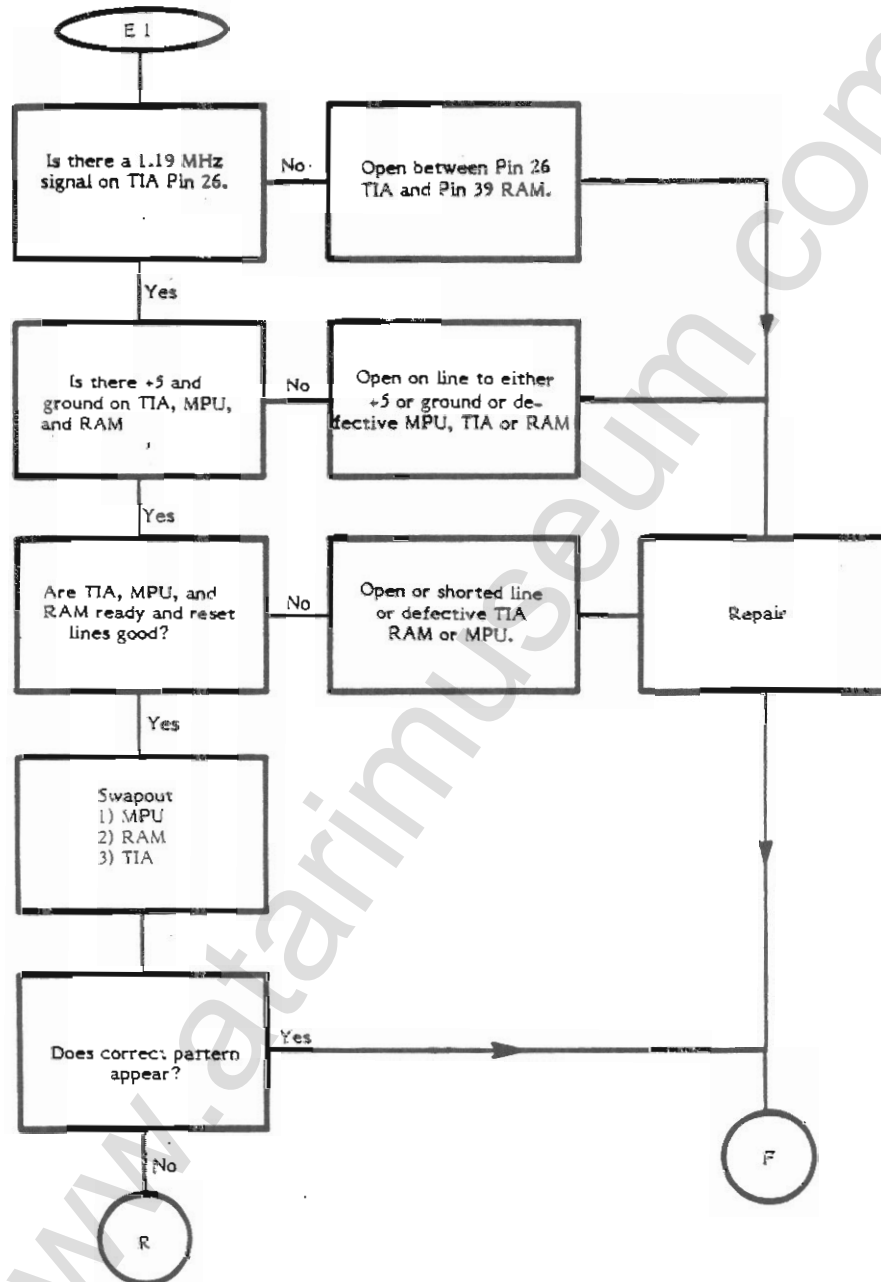 E 1
Is there a 1.19 MHz
signal on TIA Pin 26.
No
Open between Pin 26
TIA and Pin 39 RAM.
Yes
Is there +5 and
ground on TIA, MPU,
and RAM
No
Open on line to either
+5 or ground or de-
fective MPU, TIA or RAM
Yes
Are TIA, MPU, and
RAM ready and reset
lines good?
No
Open or shorted line
or defective TIA
RAM or MPU.
Repair
Yes
Swapout
1) MPU
2) RAM
3) TIA
Does correct pattern
appear?
Yes
No
F
R
www.atarimuseum.com